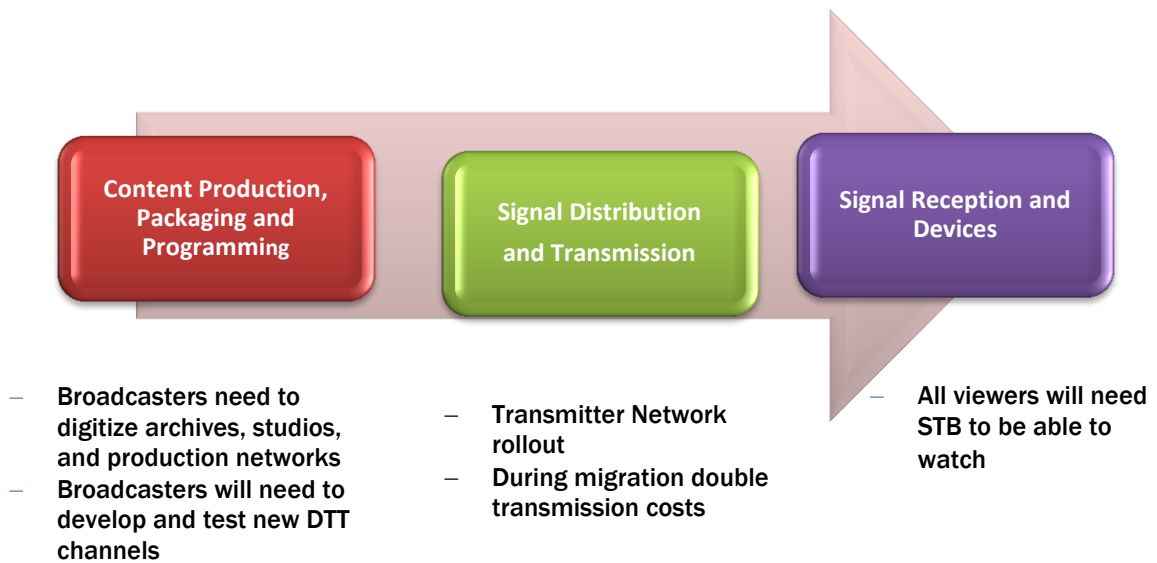 Content Production,
Packaging and
Programming
Signal Distribution
and Transmission
Signal Reception and
Devices
– Broadcasters need to
digitize archives, studios,
and production networks
– Broadcasters will need to
develop and test new DTT
channels
– Transmitter Network
rollout
– During migration double
transmission costs
– All viewers will need
STB to be able to
watch